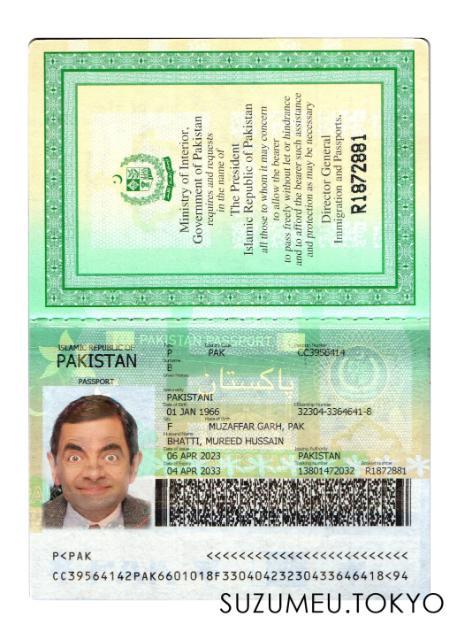 Ministry of Interior,
Government of Pakistan
requires and requests
in the name of
The President
Islamic Republic of Pakistan
all those to whom it may concern
to allow the bearer
to pass freely without let or hindrance
and to afford the bearer such assistance
and protection as may be necessary
Director General
Immigration and Passports.
R1872881
PAKISTAN PASSPORT
ISLAMIC REPUBLIC OF
PAKISTAN
PASSPORT
Type Country Code Passport Number
P PAK CC3956414
Surname
B
Given Names
پاکستان
Nationality
PAKISTANI
Date of Birth Citizenship Number
01 JAN 1966 32304-3364641-8
Sex Place of Birth
F MUZAFFAR GARH, PAK
Husband Name
BHATTI, MUREED HUSSAIN
Date of Issue Issuing Authority
06 APR 2023 PAKISTAN
Date of Expiry Tracking Number Booklet Number
04 APR 2033 13801472032 R1872881
P<PAK <<<<<<<<<<<<<<<<<<<<<<<<<<
CC39564142PAK6601018F33040423230433646418<94
SUZUMEU.TOKYO